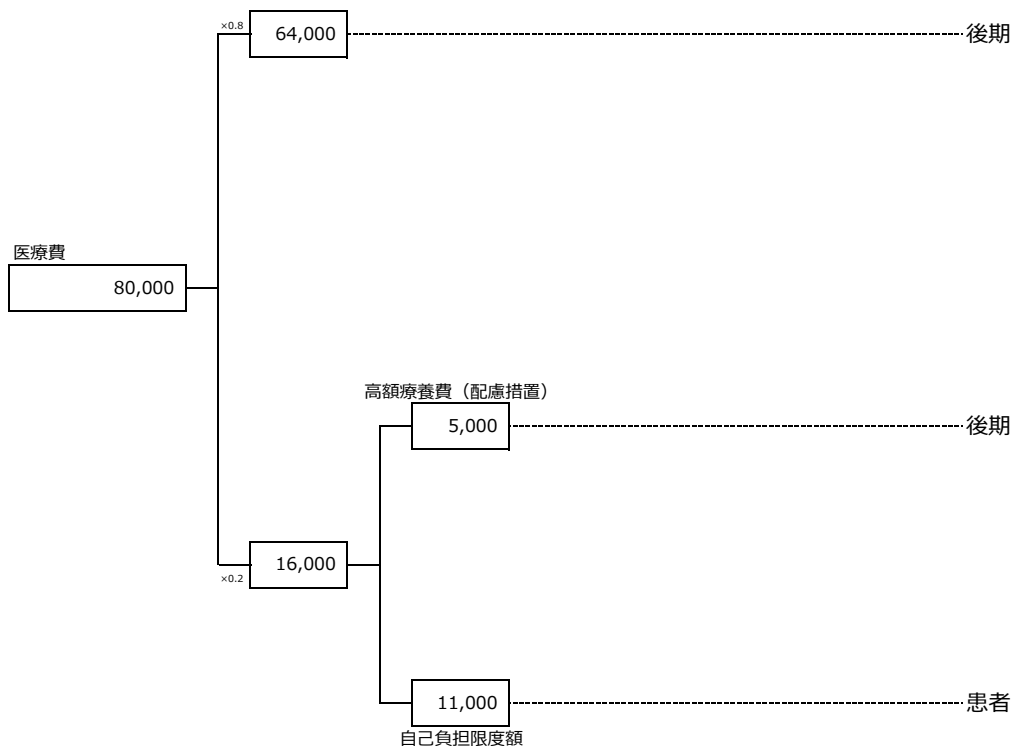 ×0.8
64,000
後期
医療費
80,000
高額療養費（配慮措置）
5,000
後期
×0.2
16,000
11,000
患者
自己負担限度額